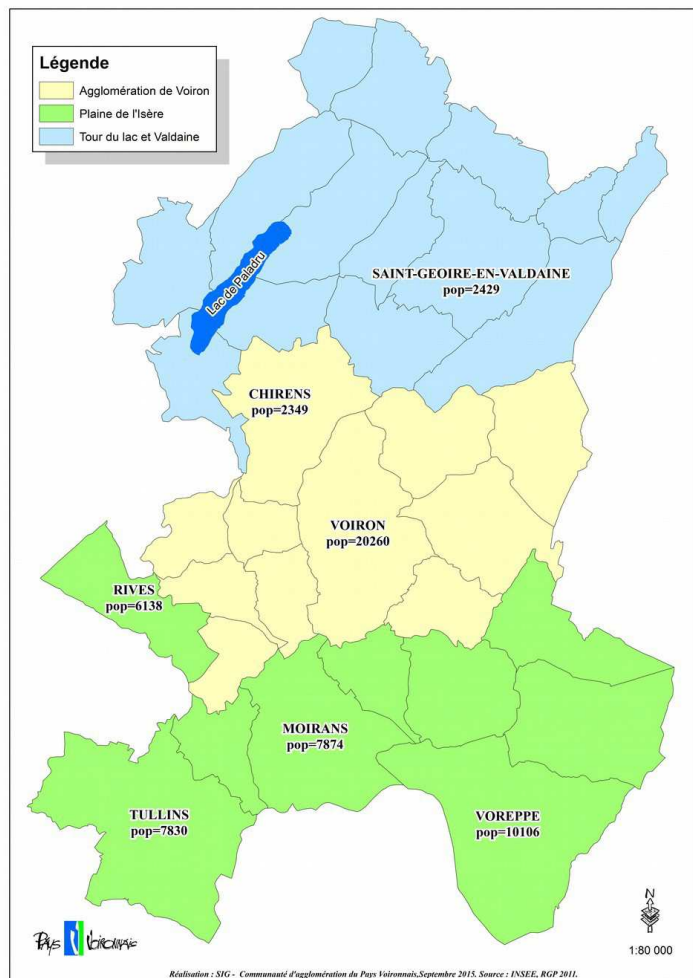 Légende
Agglomération de Voiron
Plaine de l'Isère
Tour du lac et Valdaine
Lac de Paladru
SAINT-GEOIRE-EN-VALDAINE
pop=2429
CHIRENS
pop=2349
VOIRON
pop=20260
RIVES
pop=6138
MOIRANS
pop=7874
TULLINS
pop=7830
VOREPPE
pop=10106
N
PAYS VOIRONNAIS
1:80 000
Réalisation : SIG - Communauté d'agglomération du Pays Voironnais,Septembre 2015. Source : INSEE, RGP 2011.